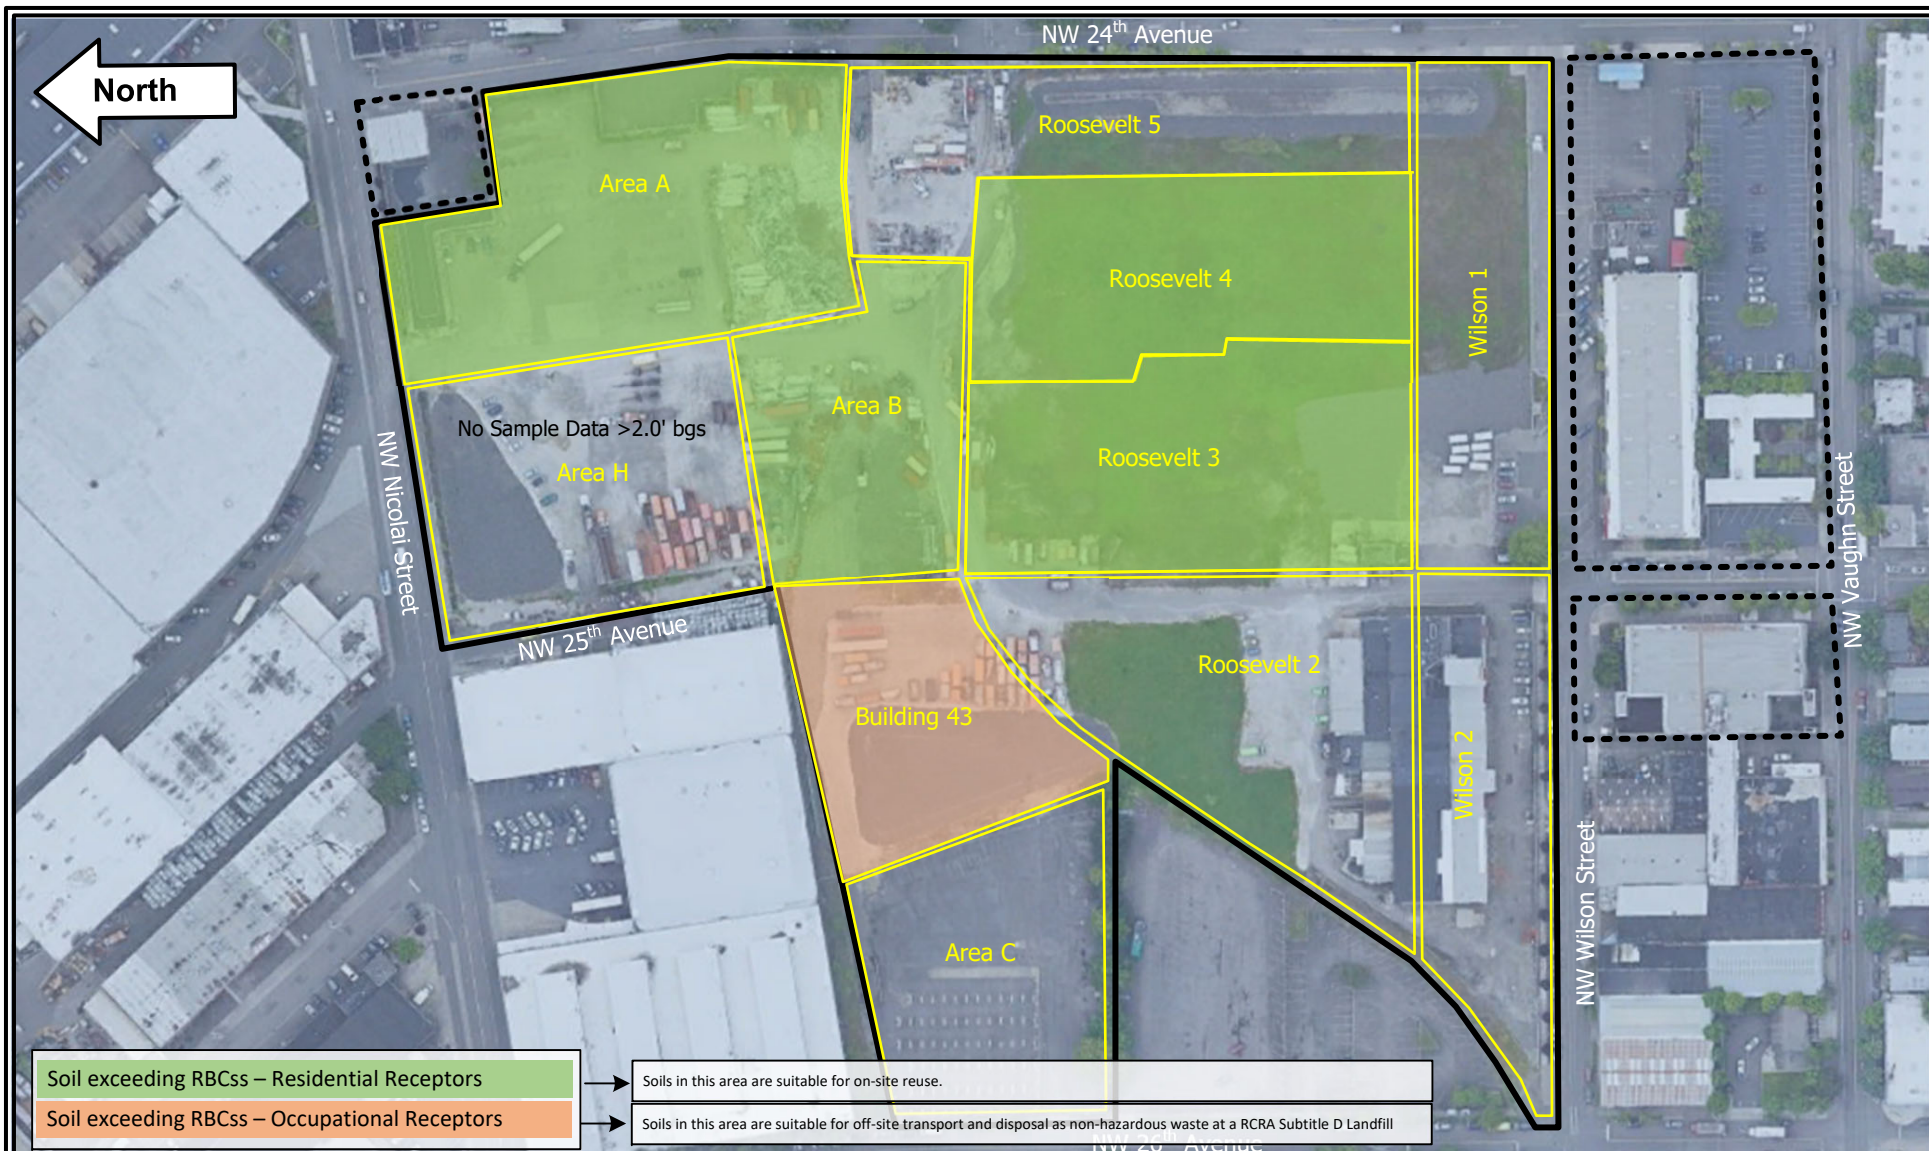 NW 24th Avenue
North
Roosevelt 5
Area A
Roosevelt 4
Wilson 1
Area B
No Sample Data >2.0' bgs
Area H
Roosevelt 3
NW Nicolai Street
NW Vaughn Street
NW 25th Avenue
Roosevelt 2
Building 43
Wilson 2
NW Wilson Street
Area C
Soil exceeding RBCss – Residential Receptors
Soils in this area are suitable for on-site reuse.
Soil exceeding RBCss – Occupational Receptors
Soils in this area are suitable for off-site transport and disposal as non-hazardous waste at a RCRA Subtitle D Landfill
NW 26th Avenue